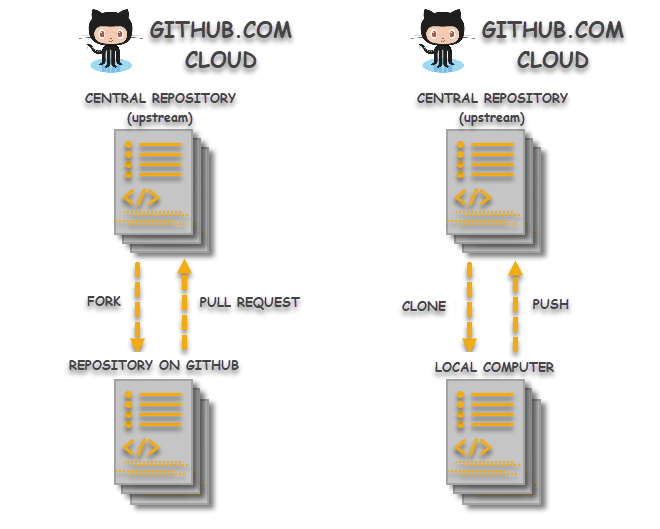 GITHUB.COM
CLOUD
CENTRAL REPOSITORY
(upstream)
</>
FORK
PULL REQUEST
REPOSITORY ON GITHUB
</>
GITHUB.COM
CLOUD
CENTRAL REPOSITORY
(upstream)
</>
CLONE
PUSH
LOCAL COMPUTER
</>